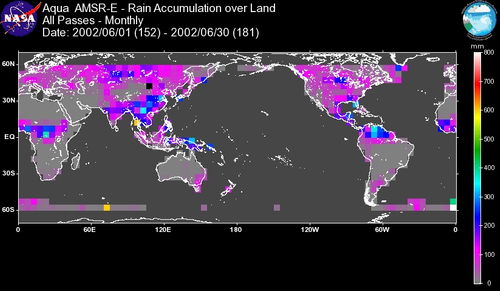 NASA
Aqua AMSR-E - Rain Accumulation over Land
All Passes - Monthly
Date: 2002/06/01 (152) - 2002/06/30 (181)
mm
800
700
600
500
400
300
200
100
0
60N
30N
EQ
30S
60S
0
60E
120E
180
120W
60W
0